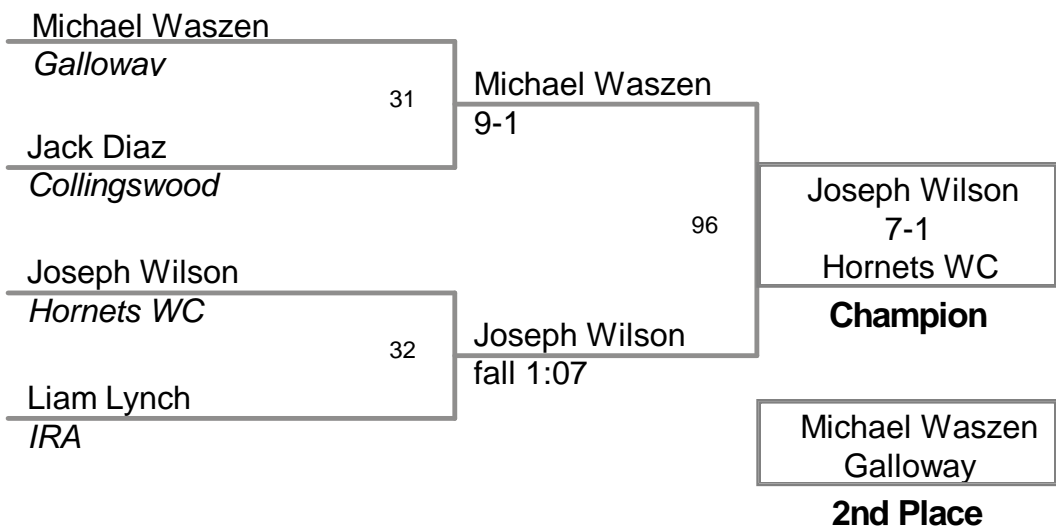 Michael Waszen
Gallowav
31
Michael Waszen
9-1
Jack Diaz
Collingswood
96
Joseph Wilson
7-1
Hornets WC
Champion
Joseph Wilson
Hornets WC
32
Joseph Wilson
fall 1:07
Liam Lynch
IRA
Michael Waszen
Galloway
2nd Place